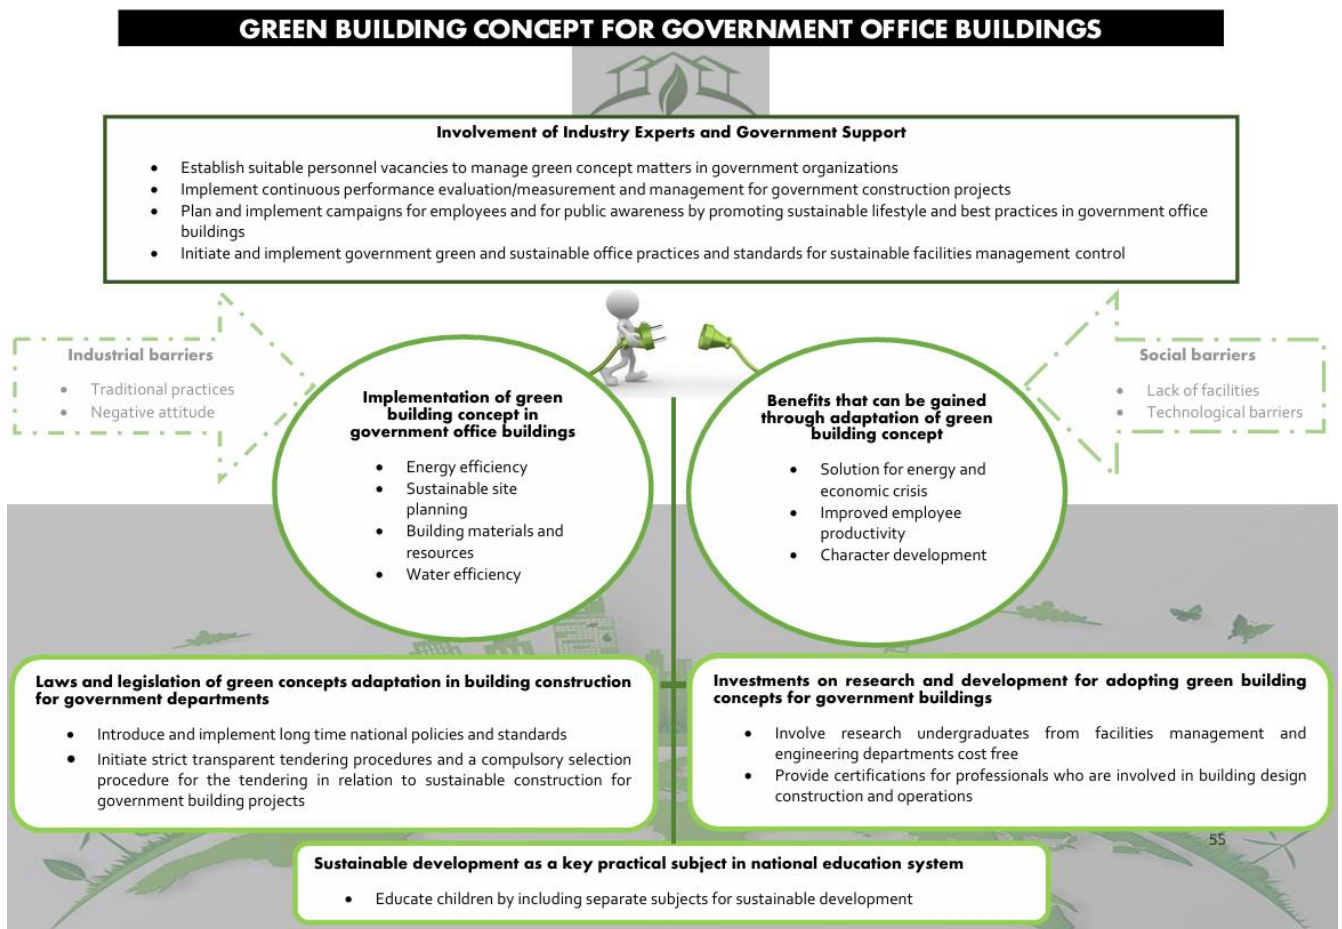 GREEN BUILDING CONCEPT FOR GOVERNMENT OFFICE BUILDINGS
Involvement of Industry Experts and Government Support
• Establish suitable personnel vacancies to manage green concept matters in government organizations
• Implement continuous performance evaluation/measurement and management for government construction projects
• Plan and implement campaigns for employees and for public awareness by promoting sustainable lifestyle and best practices in government office
buildings
• Initiate and implement government green and sustainable office practices and standards for sustainable facilities management control
Industrial barriers
• Traditional practices
• Negative attitude
Implementation of green
building concept in
government office buildings
• Energy efficiency
• Sustainable site
planning
• Building materials and
resources
• Water efficiency
Benefits that can be gained
through adaptation of green
building concept
• Solution for energy and
economic crisis
• Improved employee
productivity
• Character development
Social barriers
• Lack of facilities
• Technological barriers
Laws and legislation of green concepts adaptation in building construction
for government departments
• Introduce and implement long time national policies and standards
• Initiate strict transparent tendering procedures and a compulsory selection
procedure for the tendering in relation to sustainable construction for
government building projects
Investments on research and development for adopting green building
concepts for government buildings
• Involve research undergraduates from facilities management and
engineering departments cost free
• Provide certifications for professionals who are involved in building design
construction and operations
55
Sustainable development as a key practical subject in national education system
• Educate children by including separate subjects for sustainable development